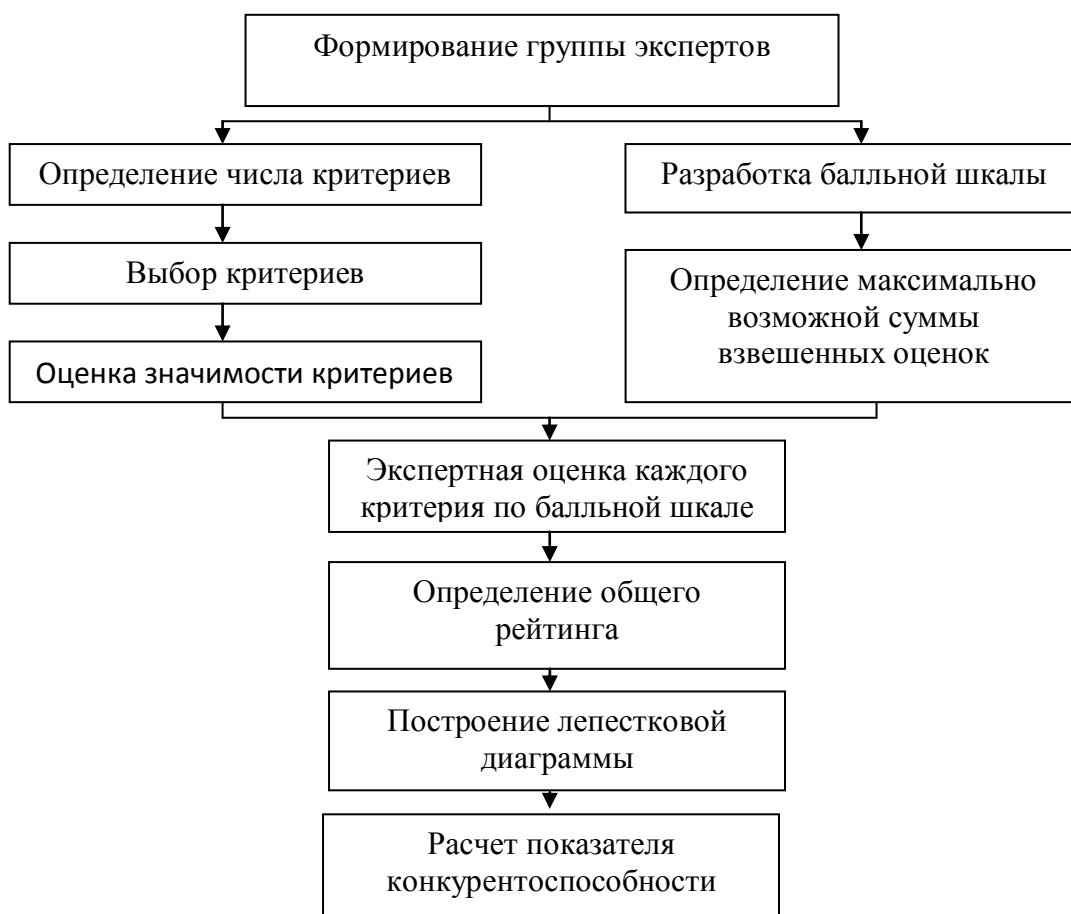 Формирование группы экспертов
Определение числа критериев
Разработка балльной шкалы
Выбор критериев
Определение максимально
возможной суммы
взвешенных оценок
Оценка значимости критериев
Экспертная оценка каждого
критерия по балльной шкале
Определение общего
рейтинга
Построение лепестковой
диаграммы
Расчет показателя
конкурентоспособности